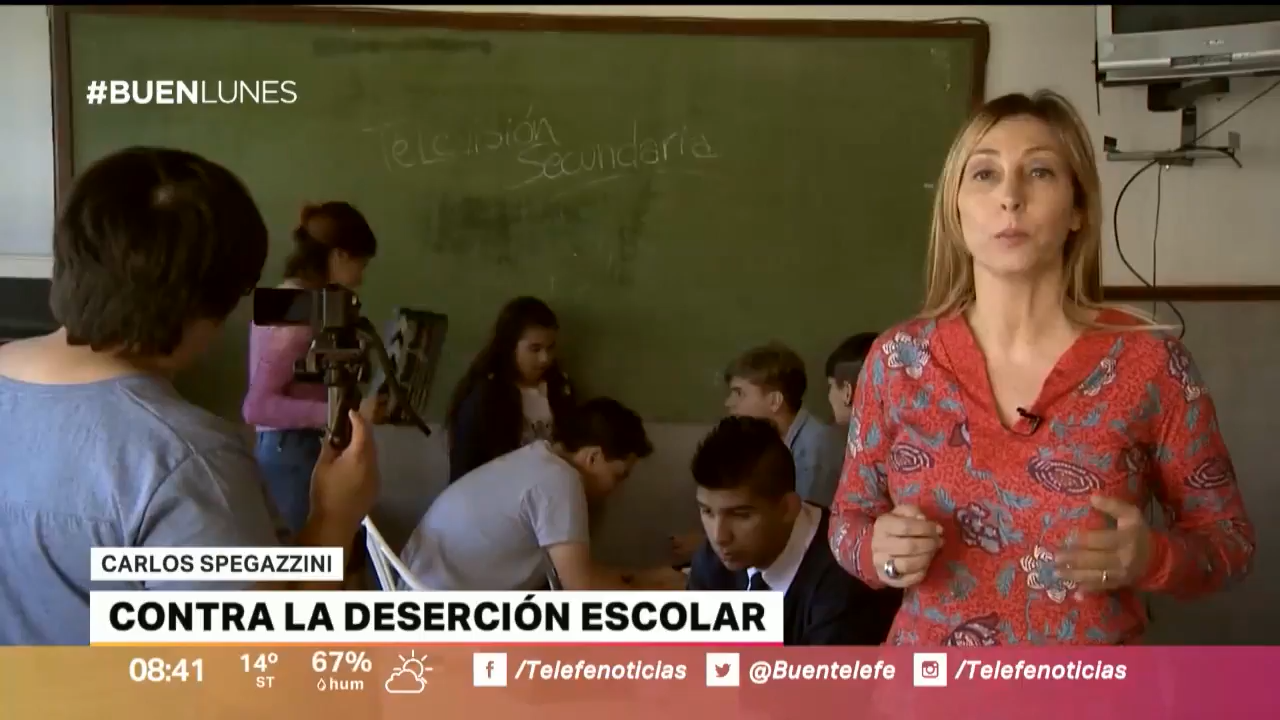 #BUENLUNES
Televisión
Secundaria
CARLOS SPEGAZZINI
CONTRA LA DESERCIÓN ESCOLAR
08:41
14º
ST
67%
hum
/Telefenoticias
@Buentelefe
/Telefenoticias